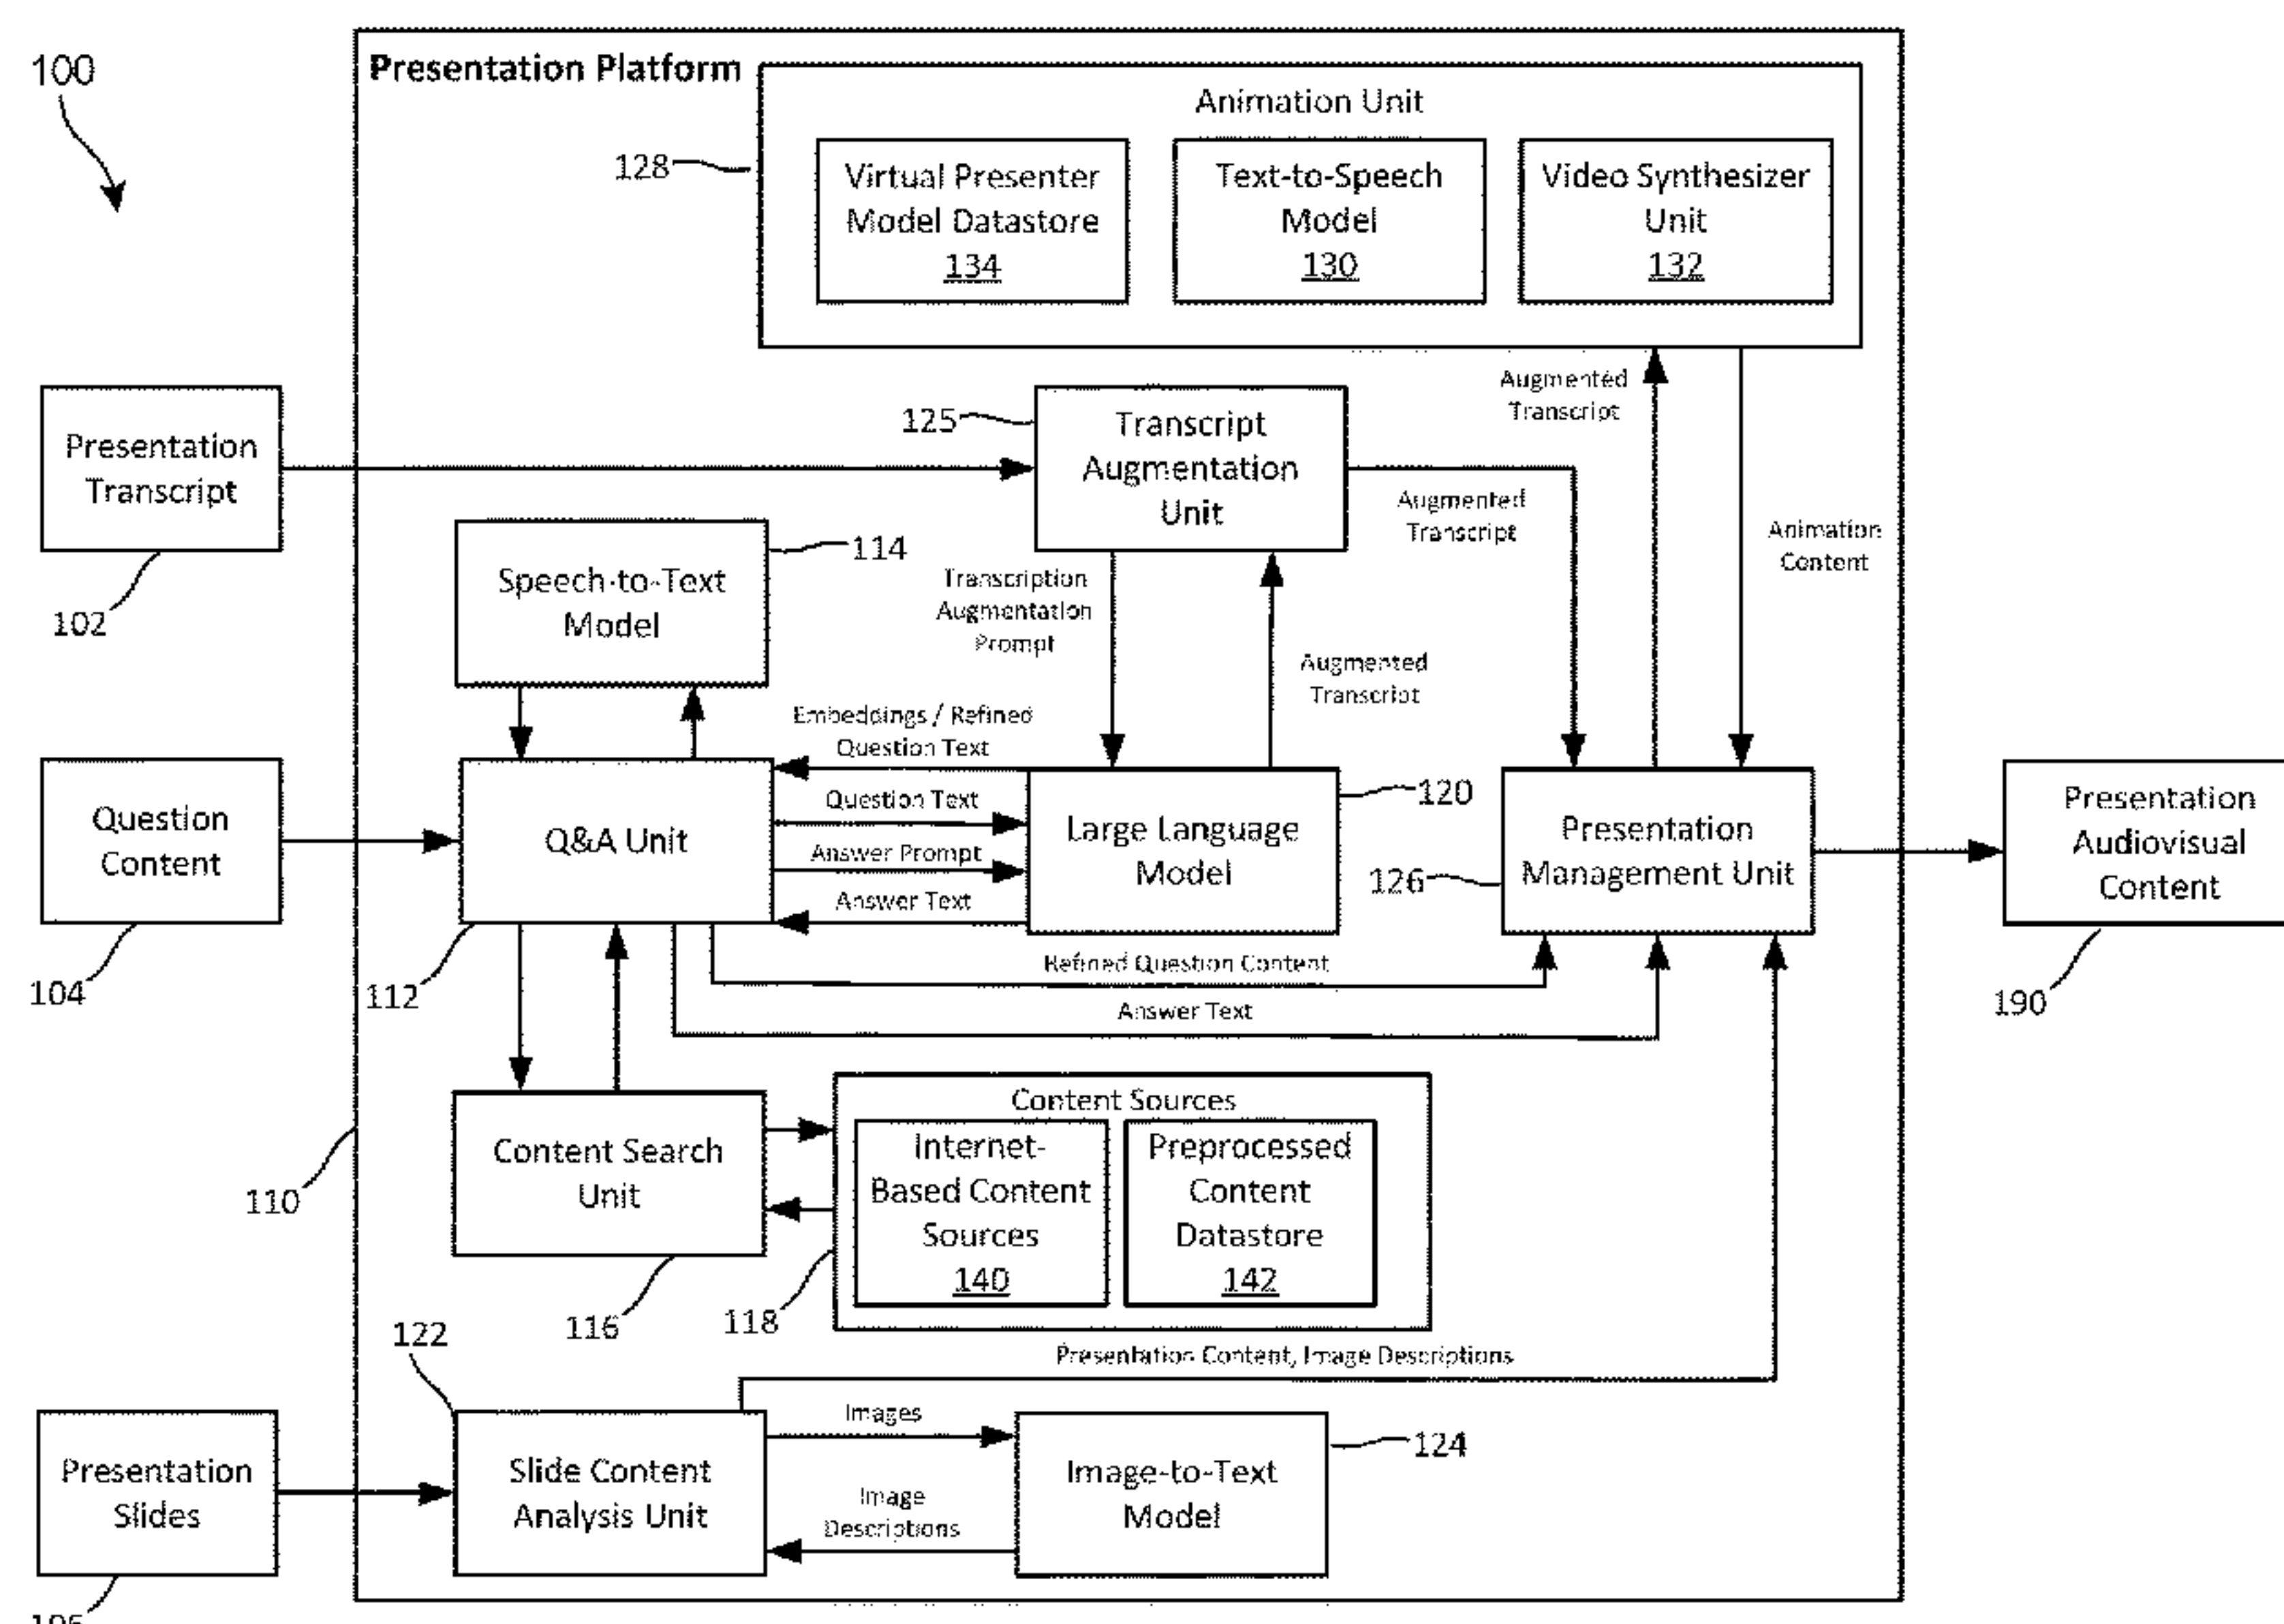 100
Presentation Platform
Animation Unit
128
Virtual Presenter
Model Datastore
134
Text-to-Speech
Model
130
Video Synthesizer
Unit
132
Presentation
Transcript
102
125
Transcript
Augmentation
Unit
Augmented
Transcript
Augmented
Transcript
Animation
Content
Speech-to-Text
Model
114
Transcription
Augmentation
Prompt
Augmented
Transcript
Embeddings / Refined
Question Text
Question Text
Answer Prompt
Answer Text
Question
Content
104
Q&A Unit
112
Large Language
Model
120
126
Presentation
Management Unit
Presentation
Audiovisual
Content
190
Refined Question Content
Answer Text
110
Content Search
Unit
116
Content Sources
118
Internet-
Based Content
Sources
140
Preprocessed
Content
Datastore
142
Presentation Content, Image Descriptions
122
Presentation
Slides
Slide Content
Analysis Unit
Images
Image
Descriptions
Image-to-Text
Model
124